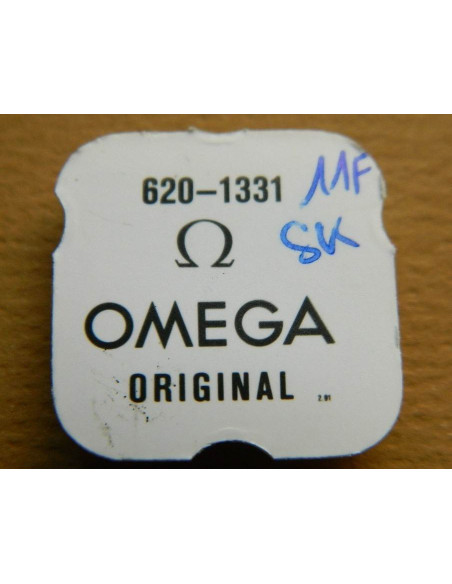 620-1331 11F
Ω SK
OMEGA
ORIGINAL 2.91